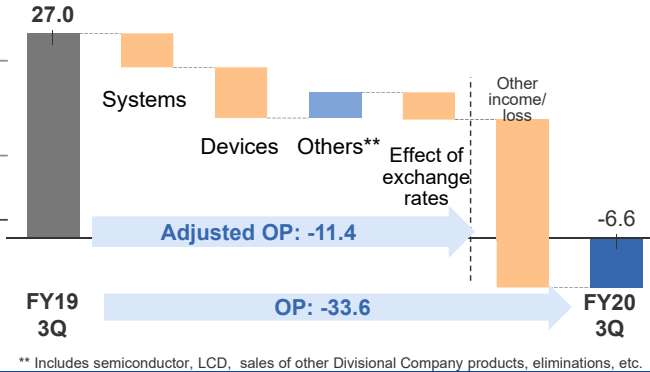 27.0
Systems
Devices
Others**
Effect of
exchange
rates
Other
income/
loss
-6.6
Adjusted OP: -11.4
OP: -33.6
FY19
3Q
FY20
3Q
** Includes semiconductor, LCD, sales of other Divisional Company products, eliminations, etc.